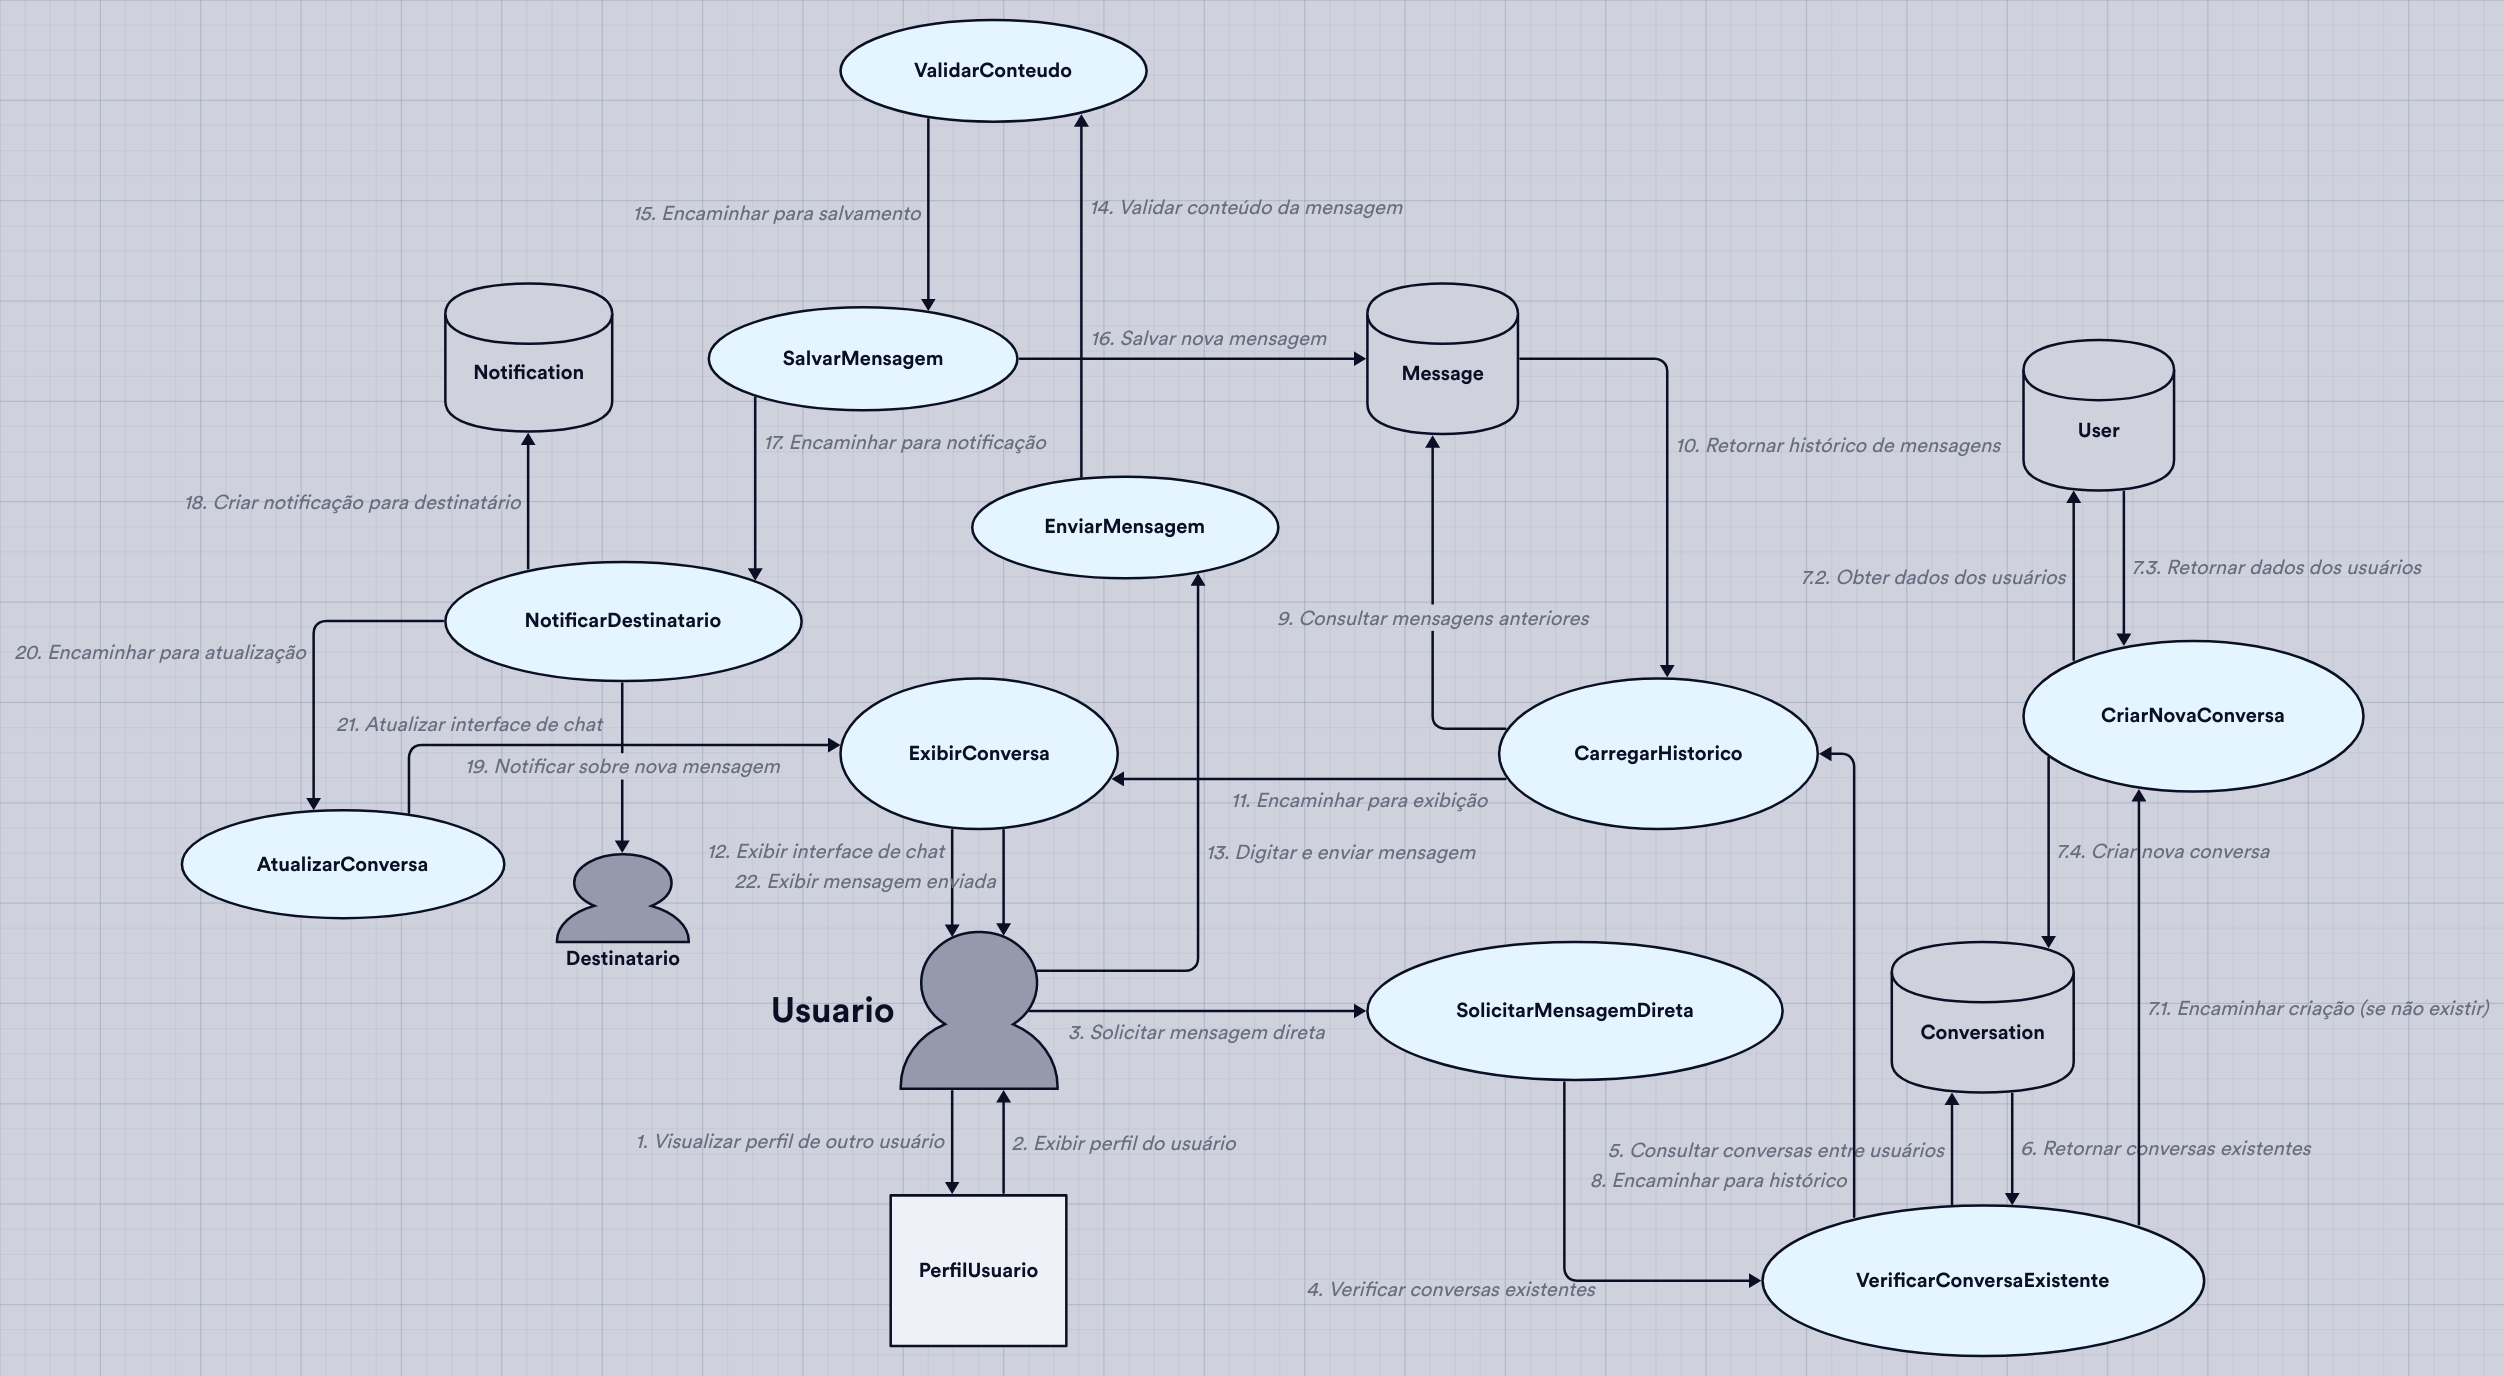 ValidarConteudo
15. Encaminhar para salvamento
14. Validar conteúdo da mensagem
Notification
SalvarMensagem
16. Salvar nova mensagem
Message
User
17. Encaminhar para notificação
10. Retornar histórico de mensagens
18. Criar notificação para destinatário
EnviarMensagem
7.2. Obter dados dos usuários
7.3. Retornar dados dos usuários
NotificarDestinatario
9. Consultar mensagens anteriores
20. Encaminhar para atualização
21. Atualizar interface de chat
19. Notificar sobre nova mensagem
ExibirConversa
CarregarHistorico
CriarNovaConversa
11. Encaminhar para exibição
AtualizarConversa
12. Exibir interface de chat
13. Digitar e enviar mensagem
7.4. Criar nova conversa
22. Exibir mensagem enviada
Destinatario
Usuario
3. Solicitar mensagem direta
SolicitarMensagemDireta
Conversation
7.1. Encaminhar criação (se não existir)
1. Visualizar perfil de outro usuário
2. Exibir perfil do usuário
5. Consultar conversas entre usuários
6. Retornar conversas existentes
8. Encaminhar para histórico
PerfilUsuario
4. Verificar conversas existentes
VerificarConversaExistente